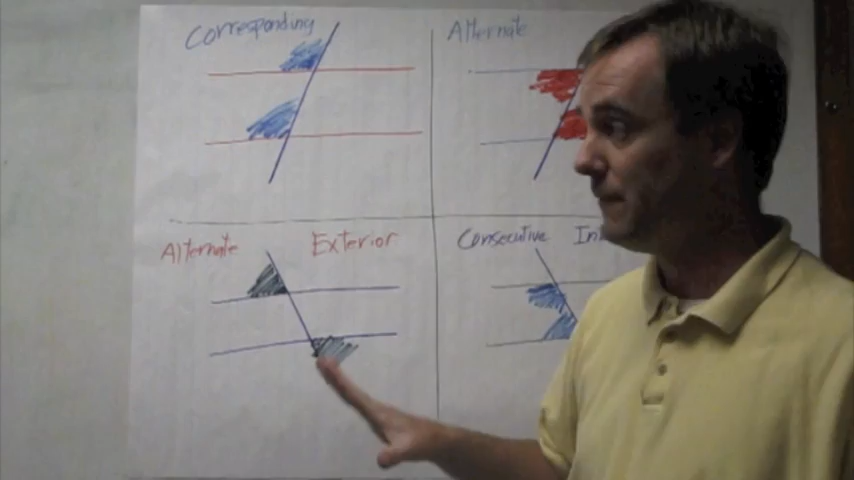 Corresponding
Alternate
Alternate Exterior
Consecutive